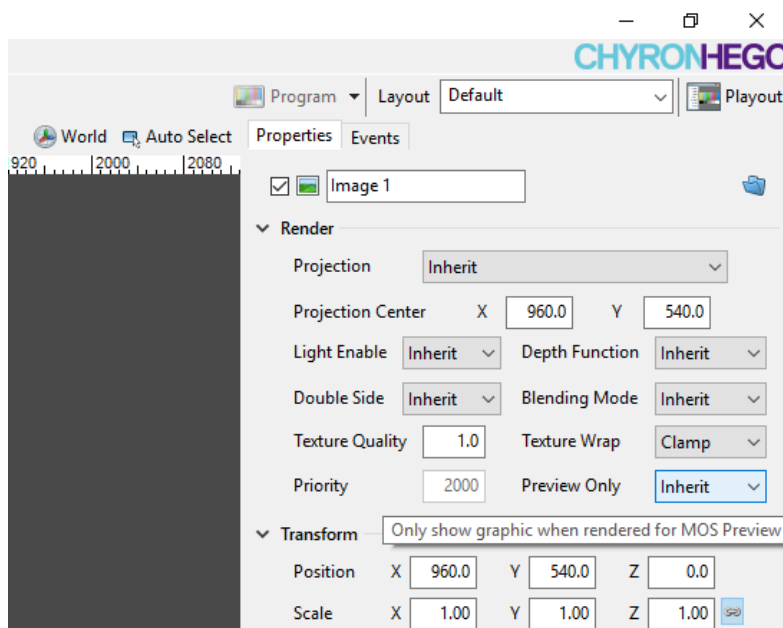 CHYRONHEGO
Program Layout Default Playout
World Auto Select Properties Events
920 2000 2080
Image 1
Render
Projection Inherit
Projection Center X 960.0 Y 540.0
Light Enable Inherit Depth Function Inherit
Double Side Inherit Blending Mode Inherit
Texture Quality 1.0 Texture Wrap Clamp
Priority 2000 Preview Only Inherit
Only show graphic when rendered for MOS Preview
Transform
Position X 960.0 Y 540.0 Z 0.0
Scale X 1.00 Y 1.00 Z 1.00